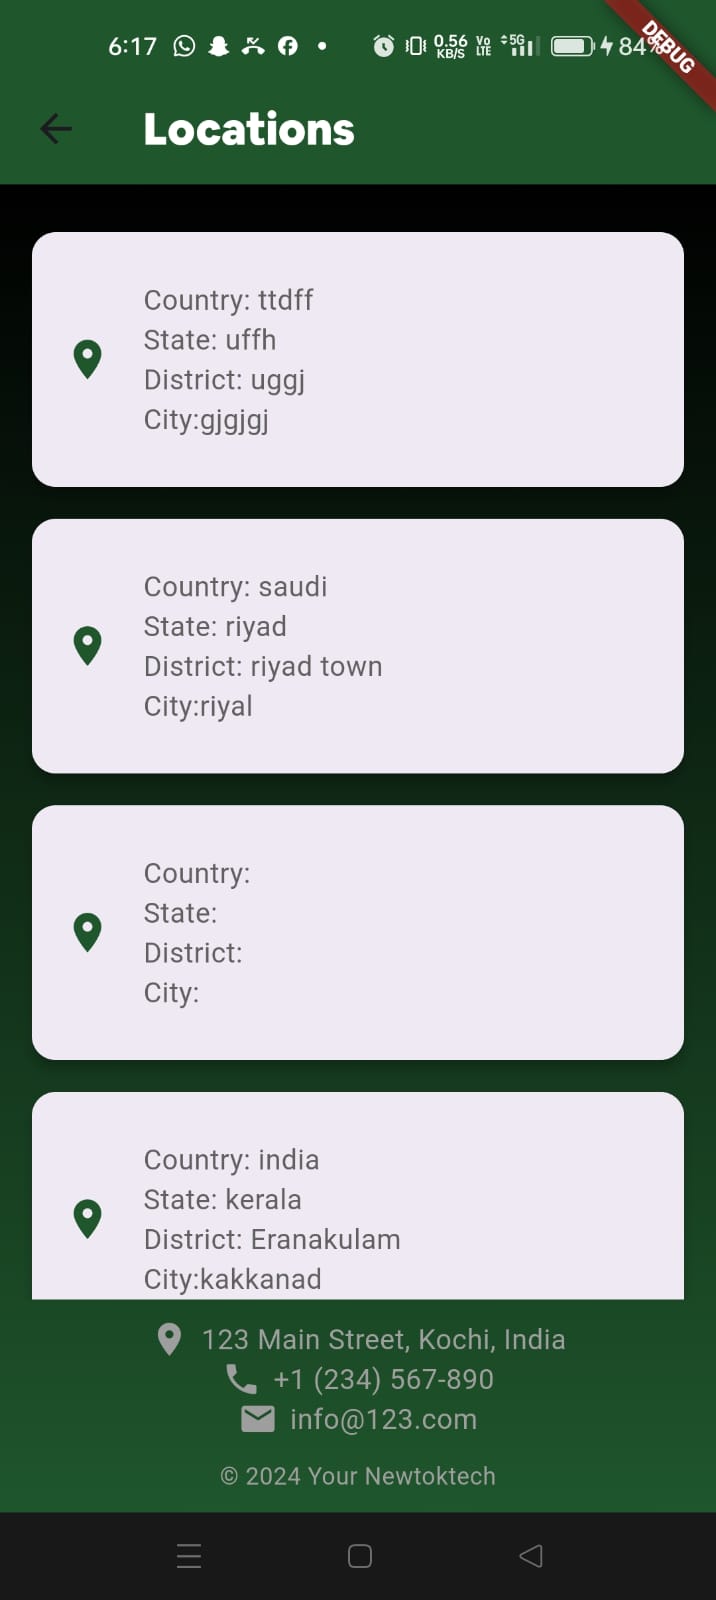 6:17
0.56 KB/S
Vo LTE
5G
84%
DEBUG
Locations
Country: ttdff
State: uffh
District: uggj
City:gjgjgj
Country: saudi
State: riyad
District: riyad town
City:riyal
Country:
State:
District:
City:
Country: india
State: kerala
District: Eranakulam
City:kakkanad
123 Main Street, Kochi, India
+1 (234) 567-890
info@123.com
© 2024 Your Newtoktech